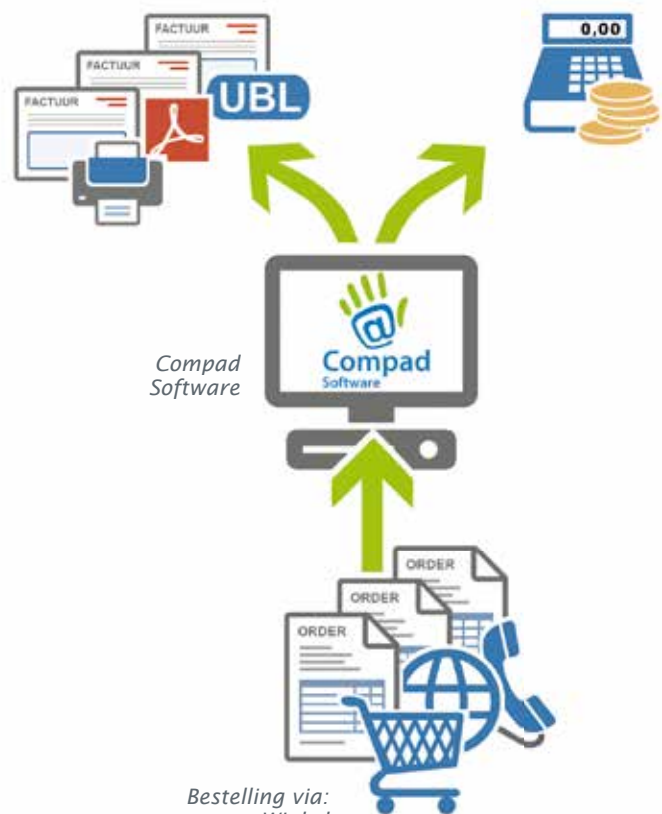 FACTUUR
FACTUUR
FACTUUR
UBL
0,00
Compad
Software
Compad
Software
ORDER
ORDER
ORDER
Bestelling via: